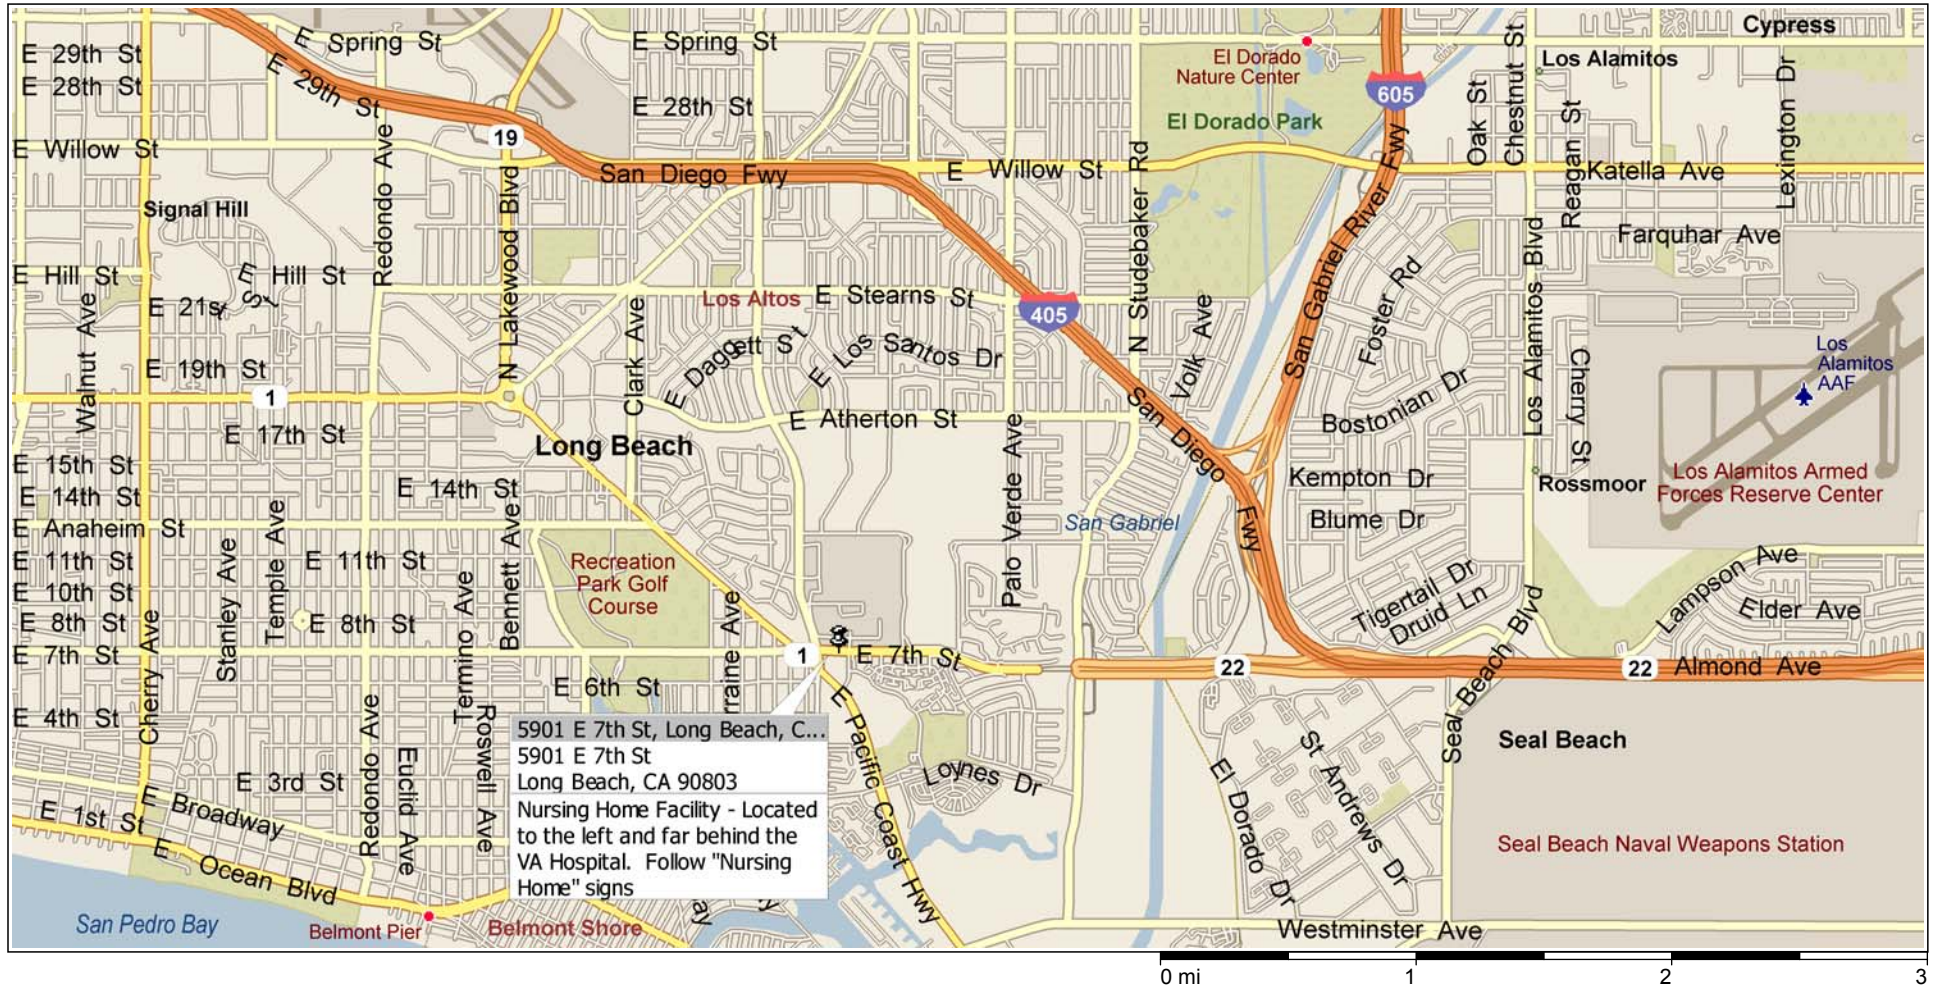 E 29th St
E 28th St
E Spring St
E 29th St
E Spring St
E 28th St
El Dorado
Nature Center
El Dorado Park
605
Cypress
Los Alamitos
Oak St
Chestnut St
Reagan St
Lexington Dr
E Willow St
Redondo Ave
19
San Diego Fwy
E Willow St
N Studebaker Rd
Katella Ave
Signal Hill
N Lakewood Blvd
San Gabriel River Fwy
Los Alamitos Blvd
Farquhar Ave
E Hill St
E Hill St
E 21st St
Walnut Ave
Clark Ave
Los Altos
E Stearns St
405
Volk Ave
Foster Rd
E Daggett St
E Los Santos Dr
E 19th St
1
Cherry St
Los
Alamitos
AAF
Bostonian Dr
E 17th St
Long Beach
E Atherton St
Palo Verde Ave
San Diego Fwy
E 15th St
E 14th St
E 14th St
Kempton Dr
Rossmoor
Los Alamitos Armed
Forces Reserve Center
Blume Dr
San Gabriel
E Anaheim St
E 11th St
E 10th St
E 8th St
E 7th St
E 4th St
Stanley Ave
Temple Ave
E 11th St
E 8th St
Termino Ave
Bennett Ave
Recreation
Park Golf
Course
Tigertail Dr
Druid Ln
Lampson Ave
Elder Ave
Cherry Ave
1
E 7th St
22
22
Almond Ave
E 6th St
Redondo Ave
Euclid Ave
Roswell Ave
E Pacific Coast Hwy
Loynes Dr
Seal Beach Blvd
Seal Beach
St Andrews Dr
El Dorado Dr
Seal Beach Naval Weapons Station
5901 E 7th St, Long Beach, C...
5901 E 7th St
Long Beach, CA 90803
Nursing Home Facility - Located
to the left and far behind the
VA Hospital. Follow "Nursing
Home" signs
E 3rd St
E Broadway
E 1st St
E Ocean Blvd
San Pedro Bay
Belmont Pier
Belmont Shore
Westminster Ave
0 mi 1 2 3